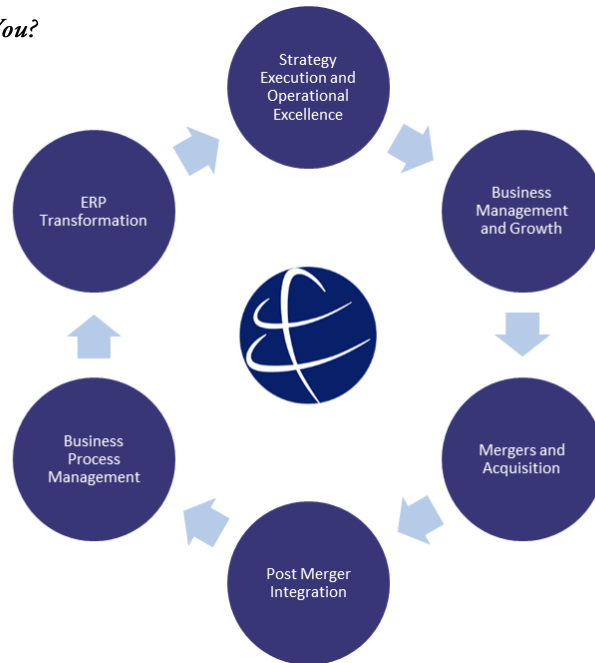 You?
Strategy
Execution and
Operational
Excellence
Business
Management
and Growth
Mergers and
Acquisition
Post Merger
Integration
Business
Process
Management
ERP
Transformation